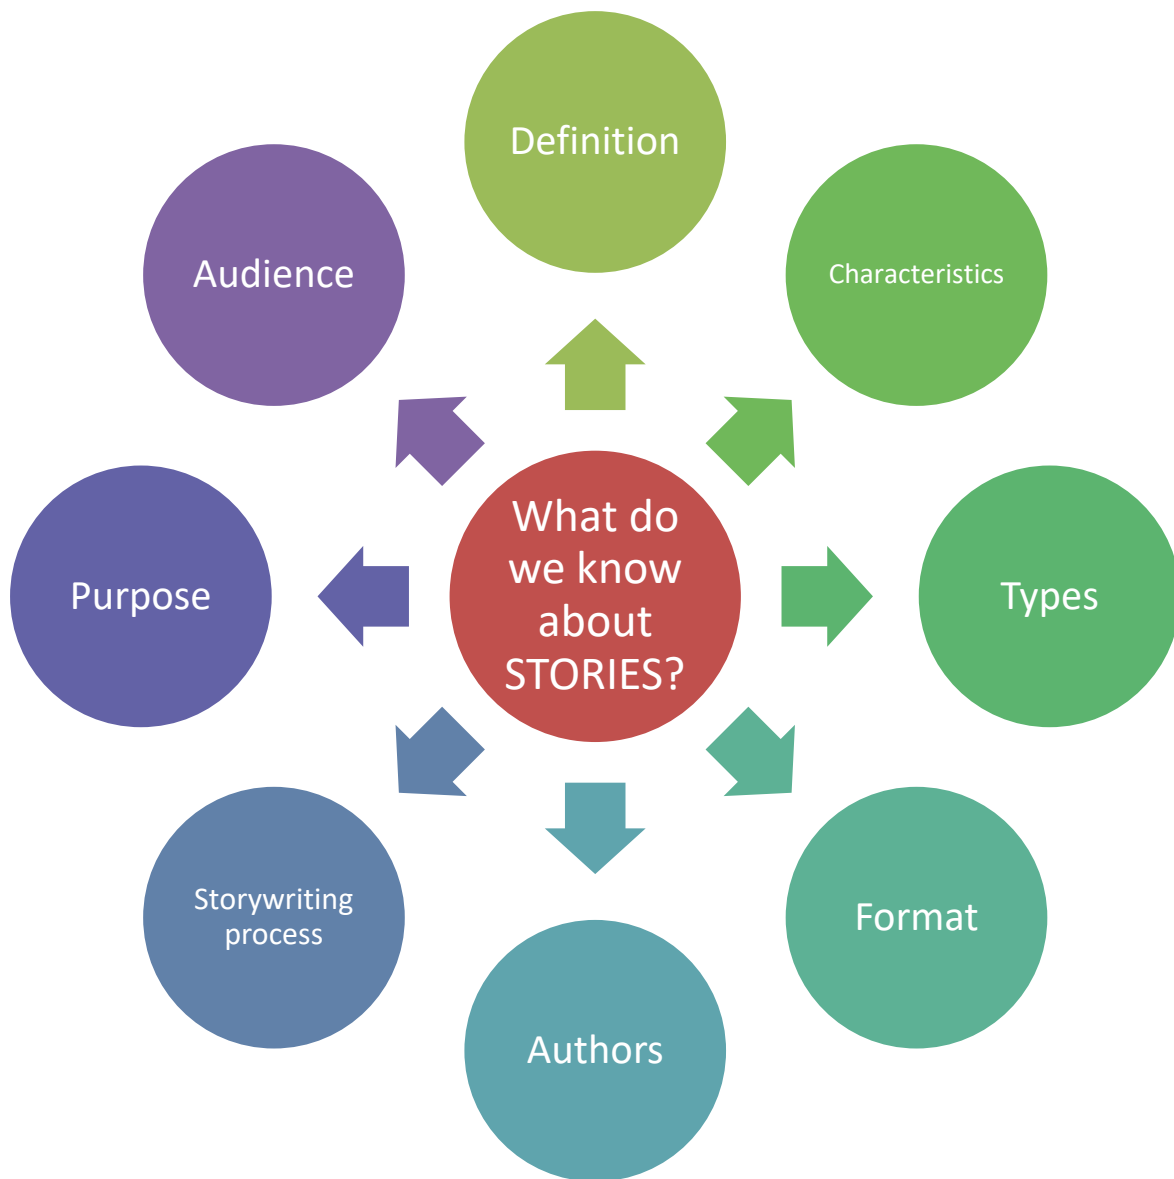 Definition
Characteristics
Types
Format
Authors
Storywriting
process
Purpose
Audience
What do
we know
about
STORIES?